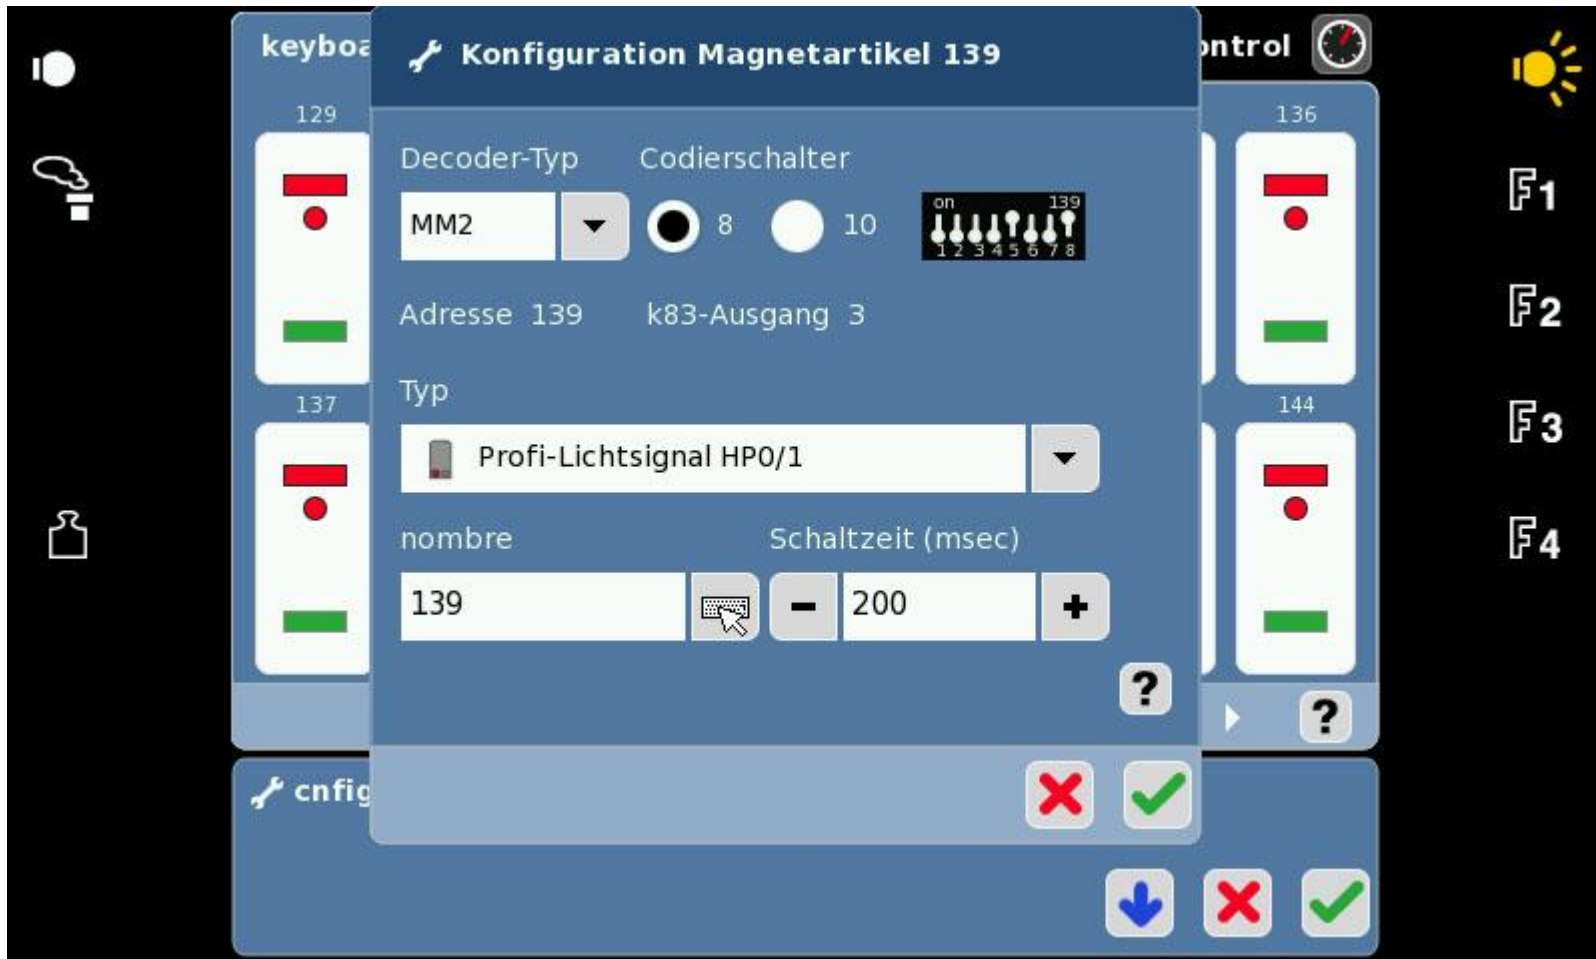 keyboa
Konfiguration Magnetartikel 139
ontrol
129
136
Decoder-Typ
Codierschalter
MM2
8
10
on 139
1 2 3 4 5 6 7 8
F1
Adresse 139
k83-Ausgang 3
F2
Typ
137
144
Profi-Lichtsignal HP0/1
F3
nombre
Schaltzeit (msec)
F4
139
200
?
?
cnfig